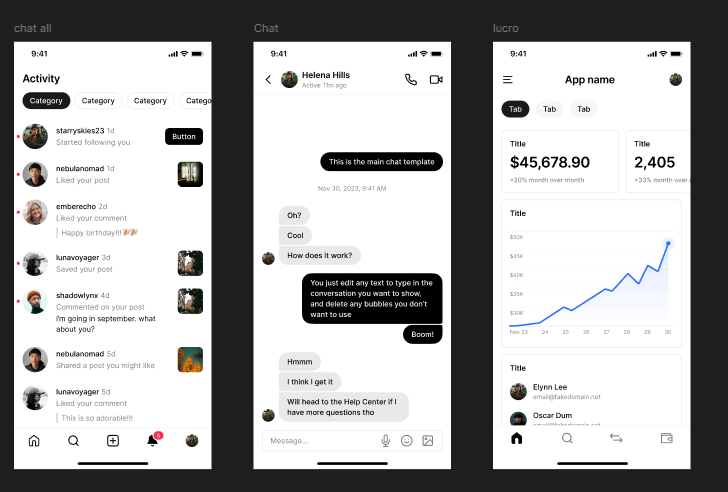 chat all
9:41
Activity
Category
Category
Category
Catego
starryskies23 1d
Started following you
Button
nebulanomad 1d
Liked your post
emberecho 2d
Liked your comment
Happy birthday!!! 🎉🎉
lunavoyager 3d
Saved your post
shadowlynx 4d
Commented on your post
I'm going in september. what
about you?
nebulanomad 5d
Shared a post you might like
lunavoyager 5d
Liked your comment
This is so adorable!!!
5
Chat
9:41
Helena Hills
Active 11m ago
This is the main chat template
Nov 30, 2023, 9:41 AM
Oh?
Cool
How does it work?
You just edit any text to type in the
conversation you want to show,
and delete any bubbles you don't
want to use
Boom!
Hmmm
I think I get it
Will head to the Help Center if I
have more questions tho
Message...
lucro
9:41
App name
Tab
Tab
Tab
Title
$45,678.90
+20% month over month
Title
2,405
+33% month over
Title
$50K
$45K
$40K
$35K
$30K
Nov 23 24 25 26 27 28 29 30
Title
Elynn Lee
email@fakedomain.net
Oscar Dum
email@fakedomain.net